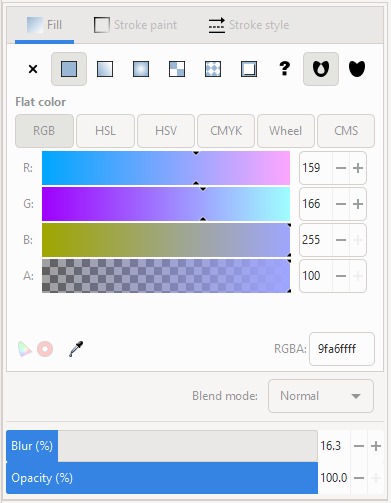 Fill Stroke paint Stroke style
Flat color
RGB HSL HSV CMYK Wheel CMS
R: 159
G: 166
B: 255
A: 100
RGBA: 9fa6ffff
Blend mode: Normal
Blur (%) 16.3
Opacity (%) 100.0